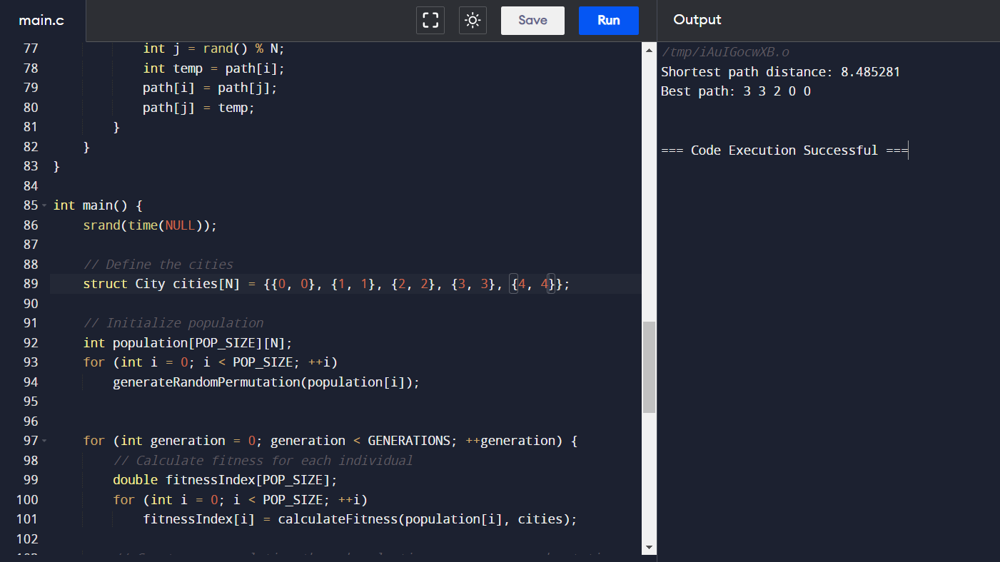 main.c
Save
Run
Output
77 int j = rand() % N;
78 int temp = path[i];
79 path[i] = path[j];
80 path[j] = temp;
81 }
82 }
83 }
84
85 int main() {
86 srand(time(NULL));
87
88 // Define the cities
89 struct City cities[N] = {{0, 0}, {1, 1}, {2, 2}, {3, 3}, {4, 4}};
90
91 // Initialize population
92 int population[POP_SIZE][N];
93 for (int i = 0; i < POP_SIZE; ++i)
94 generateRandomPermutation(population[i]);
95
96
97 for (int generation = 0; generation < GENERATIONS; ++generation) {
98 // Calculate fitness for each individual
99 double fitnessIndex[POP_SIZE];
100 for (int i = 0; i < POP_SIZE; ++i)
101 fitnessIndex[i] = calculateFitness(population[i], cities);
102
/tmp/iAuIGocwXB.o
Shortest path distance: 8.485281
Best path: 3 3 2 0 0
=== Code Execution Successful ===